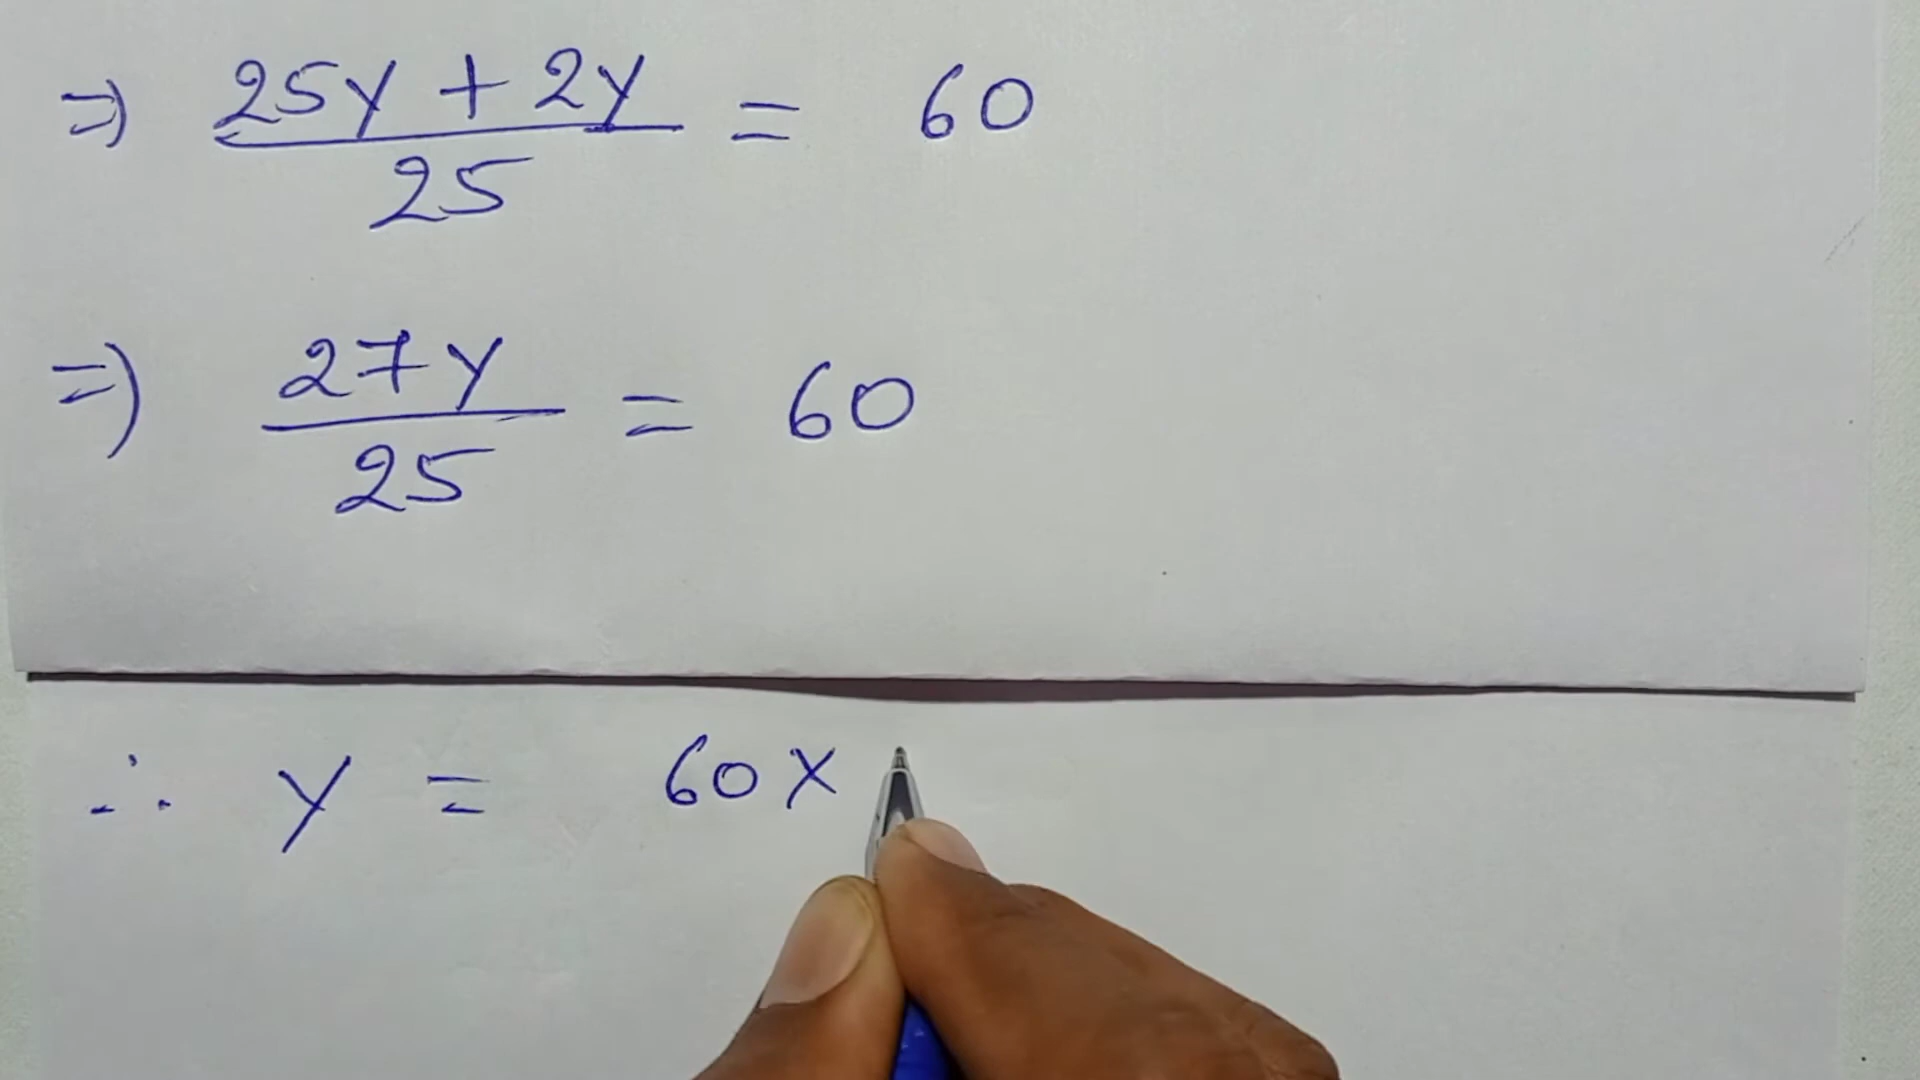 ⇒ 25y + 2y / 25 = 60
⇒ 27y / 25 = 60
∴ y = 60 x